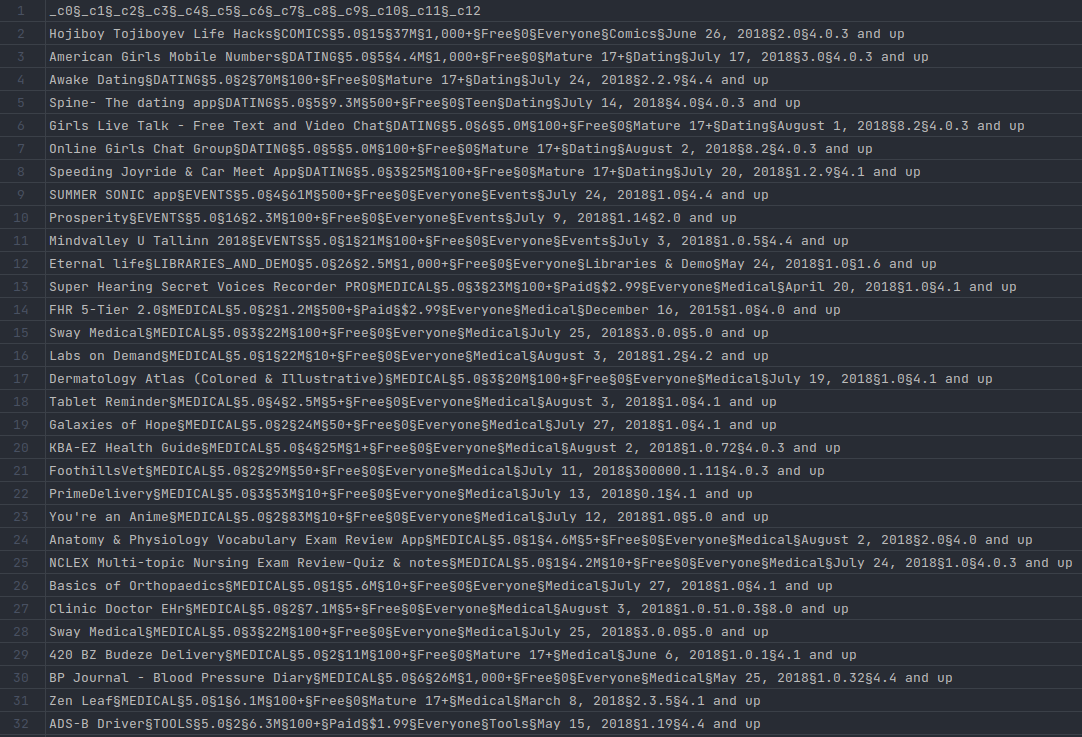 1 _c0§_c1§_c2§_c3§_c4§_c5§_c6§_c7§_c8§_c9§_c10§_c11§_c12
2 Hojiboy Tojiboyev Life Hacks§COMICS§5.0§15§37M§1,000+§Free§0§Everyone§Comics§June 26, 2018§2.0§4.0.3 and up
3 American Girls Mobile Numbers§DATING§5.0§5§4.4M§1,000+§Free§0§Mature 17+§Dating§July 17, 2018§3.0§4.0.3 and up
4 Awake Dating§DATING§5.0§2§70M§100+§Free§0§Mature 17+§Dating§July 24, 2018§2.2.9§4.4 and up
5 Spine- The dating app§DATING§5.0§5§9.3M§500+§Free§0§Teen§Dating§July 14, 2018§4.0§4.0.3 and up
6 Girls Live Talk - Free Text and Video Chat§DATING§5.0§6§5.0M§100+§Free§0§Mature 17+§Dating§August 1, 2018§8.2§4.0.3 and up
7 Online Girls Chat Group§DATING§5.0§5§5.0M§100+§Free§0§Mature 17+§Dating§August 2, 2018§8.2§4.0.3 and up
8 Speeding Joyride & Car Meet App§DATING§5.0§3§25M§100+§Free§0§Mature 17+§Dating§July 20, 2018§1.2.9§4.1 and up
9 SUMMER SONIC app§EVENTS§5.0§4§61M§500+§Free§0§Everyone§Events§July 24, 2018§1.0§4.4 and up
10 Prosperity§EVENTS§5.0§16§2.3M§100+§Free§0§Everyone§Events§July 9, 2018§1.14§2.0 and up
11 Mindvalley U Tallinn 2018§EVENTS§5.0§1§21M§100+§Free§0§Everyone§Events§July 3, 2018§1.0.5§4.4 and up
12 Eternal life§LIBRARIES_AND_DEMO§5.0§26§2.5M§1,000+§Free§0§Everyone§Libraries & Demo§May 24, 2018§1.0§1.6 and up
13 Super Hearing Secret Voices Recorder PRO§MEDICAL§5.0§3§23M§100+§Paid§$2.99§Everyone§Medical§April 20, 2018§1.0§4.1 and up
14 FHR 5-Tier 2.0§MEDICAL§5.0§2§1.2M§500+§Paid§$2.99§Everyone§Medical§December 16, 2015§1.0§4.0 and up
15 Sway Medical§MEDICAL§5.0§3§22M§100+§Free§0§Everyone§Medical§July 25, 2018§3.0.0§5.0 and up
16 Labs on Demand§MEDICAL§5.0§1§22M§10+§Free§0§Everyone§Medical§August 3, 2018§1.2§4.2 and up
17 Dermatology Atlas (Colored & Illustrative)§MEDICAL§5.0§3§20M§100+§Free§0§Everyone§Medical§July 19, 2018§1.0§4.1 and up
18 Tablet Reminder§MEDICAL§5.0§4§2.5M§5+§Free§0§Everyone§Medical§August 3, 2018§1.0§4.1 and up
19 Galaxies of Hope§MEDICAL§5.0§2§24M§50+§Free§0§Everyone§Medical§July 27, 2018§1.0§4.1 and up
20 KBA-EZ Health Guide§MEDICAL§5.0§4§25M§1+§Free§0§Everyone§Medical§August 2, 2018§1.0.72§4.0.3 and up
21 FoothillsVet§MEDICAL§5.0§2§29M§50+§Free§0§Everyone§Medical§July 11, 2018§300000.1.11§4.0.3 and up
22 PrimeDelivery§MEDICAL§5.0§3§53M§10+§Free§0§Everyone§Medical§July 13, 2018§0.1§4.1 and up
23 You're an Anime§MEDICAL§5.0§2§83M§10+§Free§0§Everyone§Medical§July 12, 2018§1.0§5.0 and up
24 Anatomy & Physiology Vocabulary Exam Review App§MEDICAL§5.0§1§4.6M§5+§Free§0§Everyone§Medical§August 2, 2018§2.0§4.0 and up
25 NCLEX Multi-topic Nursing Exam Review-Quiz & notes§MEDICAL§5.0§1§4.2M§10+§Free§0§Everyone§Medical§July 24, 2018§1.0§4.0.3 and up
26 Basics of Orthopaedics§MEDICAL§5.0§1§5.6M§10+§Free§0§Everyone§Medical§July 27, 2018§1.0§4.1 and up
27 Clinic Doctor EHr§MEDICAL§5.0§2§7.1M§5+§Free§0§Everyone§Medical§August 3, 2018§1.0.51.0.3§8.0 and up
28 Sway Medical§MEDICAL§5.0§3§22M§100+§Free§0§Everyone§Medical§July 25, 2018§3.0.0§5.0 and up
29 420 BZ Budeze Delivery§MEDICAL§5.0§2§11M§100+§Free§0§Mature 17+§Medical§June 6, 2018§1.0.1§4.1 and up
30 BP Journal - Blood Pressure Diary§MEDICAL§5.0§6§26M§1,000+§Free§0§Everyone§Medical§May 25, 2018§1.0.32§4.4 and up
31 Zen Leaf§MEDICAL§5.0§1§6.1M§100+§Free§0§Mature 17+§Medical§March 8, 2018§2.3.5§4.1 and up
32 ADS-B Driver§TOOLS§5.0§2§6.3M§100+§Paid§$1.99§Everyone§Tools§May 15, 2018§1.19§4.4 and up